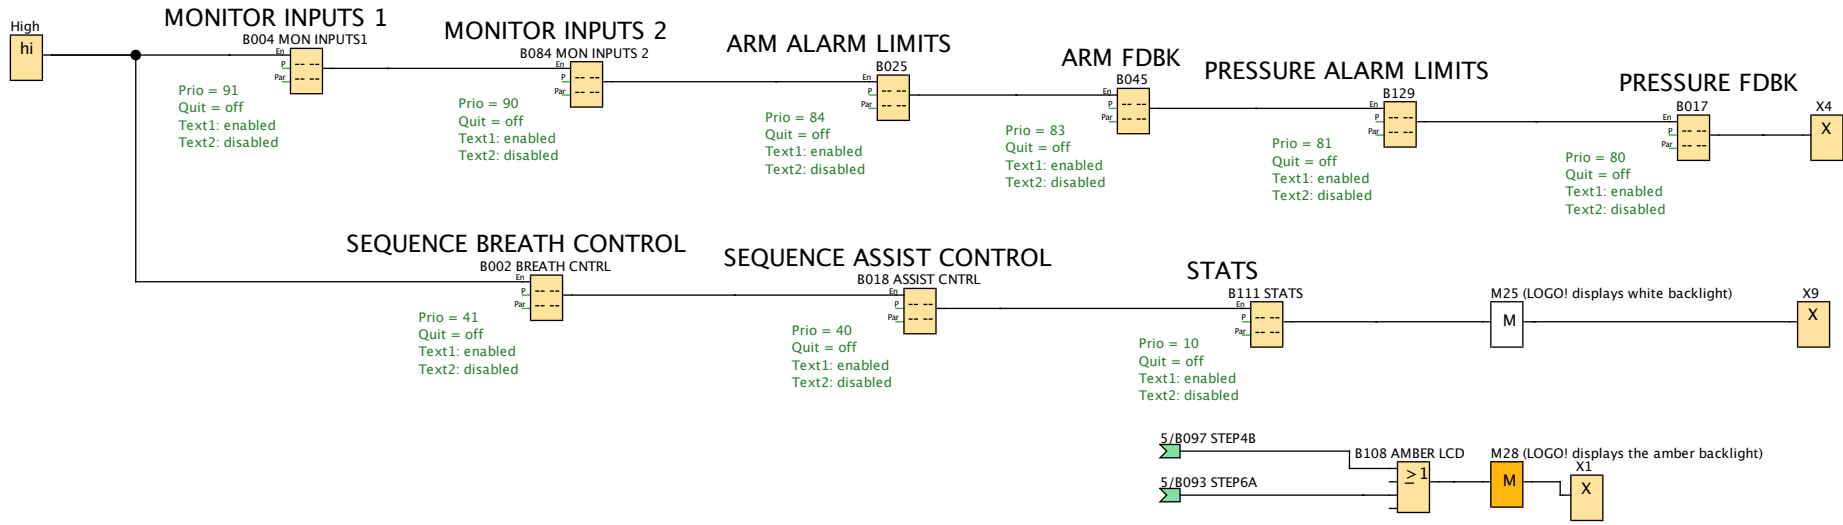 High
hi
MONITOR INPUTS 1
B004 MON INPUTS1
En
P
Par
Prio = 91
Quit = off
Text1: enabled
Text2: disabled
MONITOR INPUTS 2
B084 MON INPUTS 2
En
P
Par
Prio = 90
Quit = off
Text1: enabled
Text2: disabled
ARM ALARM LIMITS
B025
En
P
Par
Prio = 84
Quit = off
Text1: enabled
Text2: disabled
ARM FDBK
B045
En
P
Par
Prio = 83
Quit = off
Text1: enabled
Text2: disabled
PRESSURE ALARM LIMITS
B129
En
P
Par
Prio = 81
Quit = off
Text1: enabled
Text2: disabled
PRESSURE FDBK
B017
En
P
Par
Prio = 80
Quit = off
Text1: enabled
Text2: disabled
X4
X
SEQUENCE BREATH CONTROL
B002 BREATH CNTRL
En
P
Par
Prio = 41
Quit = off
Text1: enabled
Text2: disabled
SEQUENCE ASSIST CONTROL
B018 ASSIST CNTRL
En
P
Par
Prio = 40
Quit = off
Text1: enabled
Text2: disabled
STATS
B111 STATS
En
P
Par
Prio = 10
Quit = off
Text1: enabled
Text2: disabled
M25 (LOGO! displays white backlight)
M
X9
X
5/B097 STEP4B
5/B093 STEP6A
B108 AMBER LCD
≥1
M28 (LOGO! displays the amber backlight)
M
X1
X